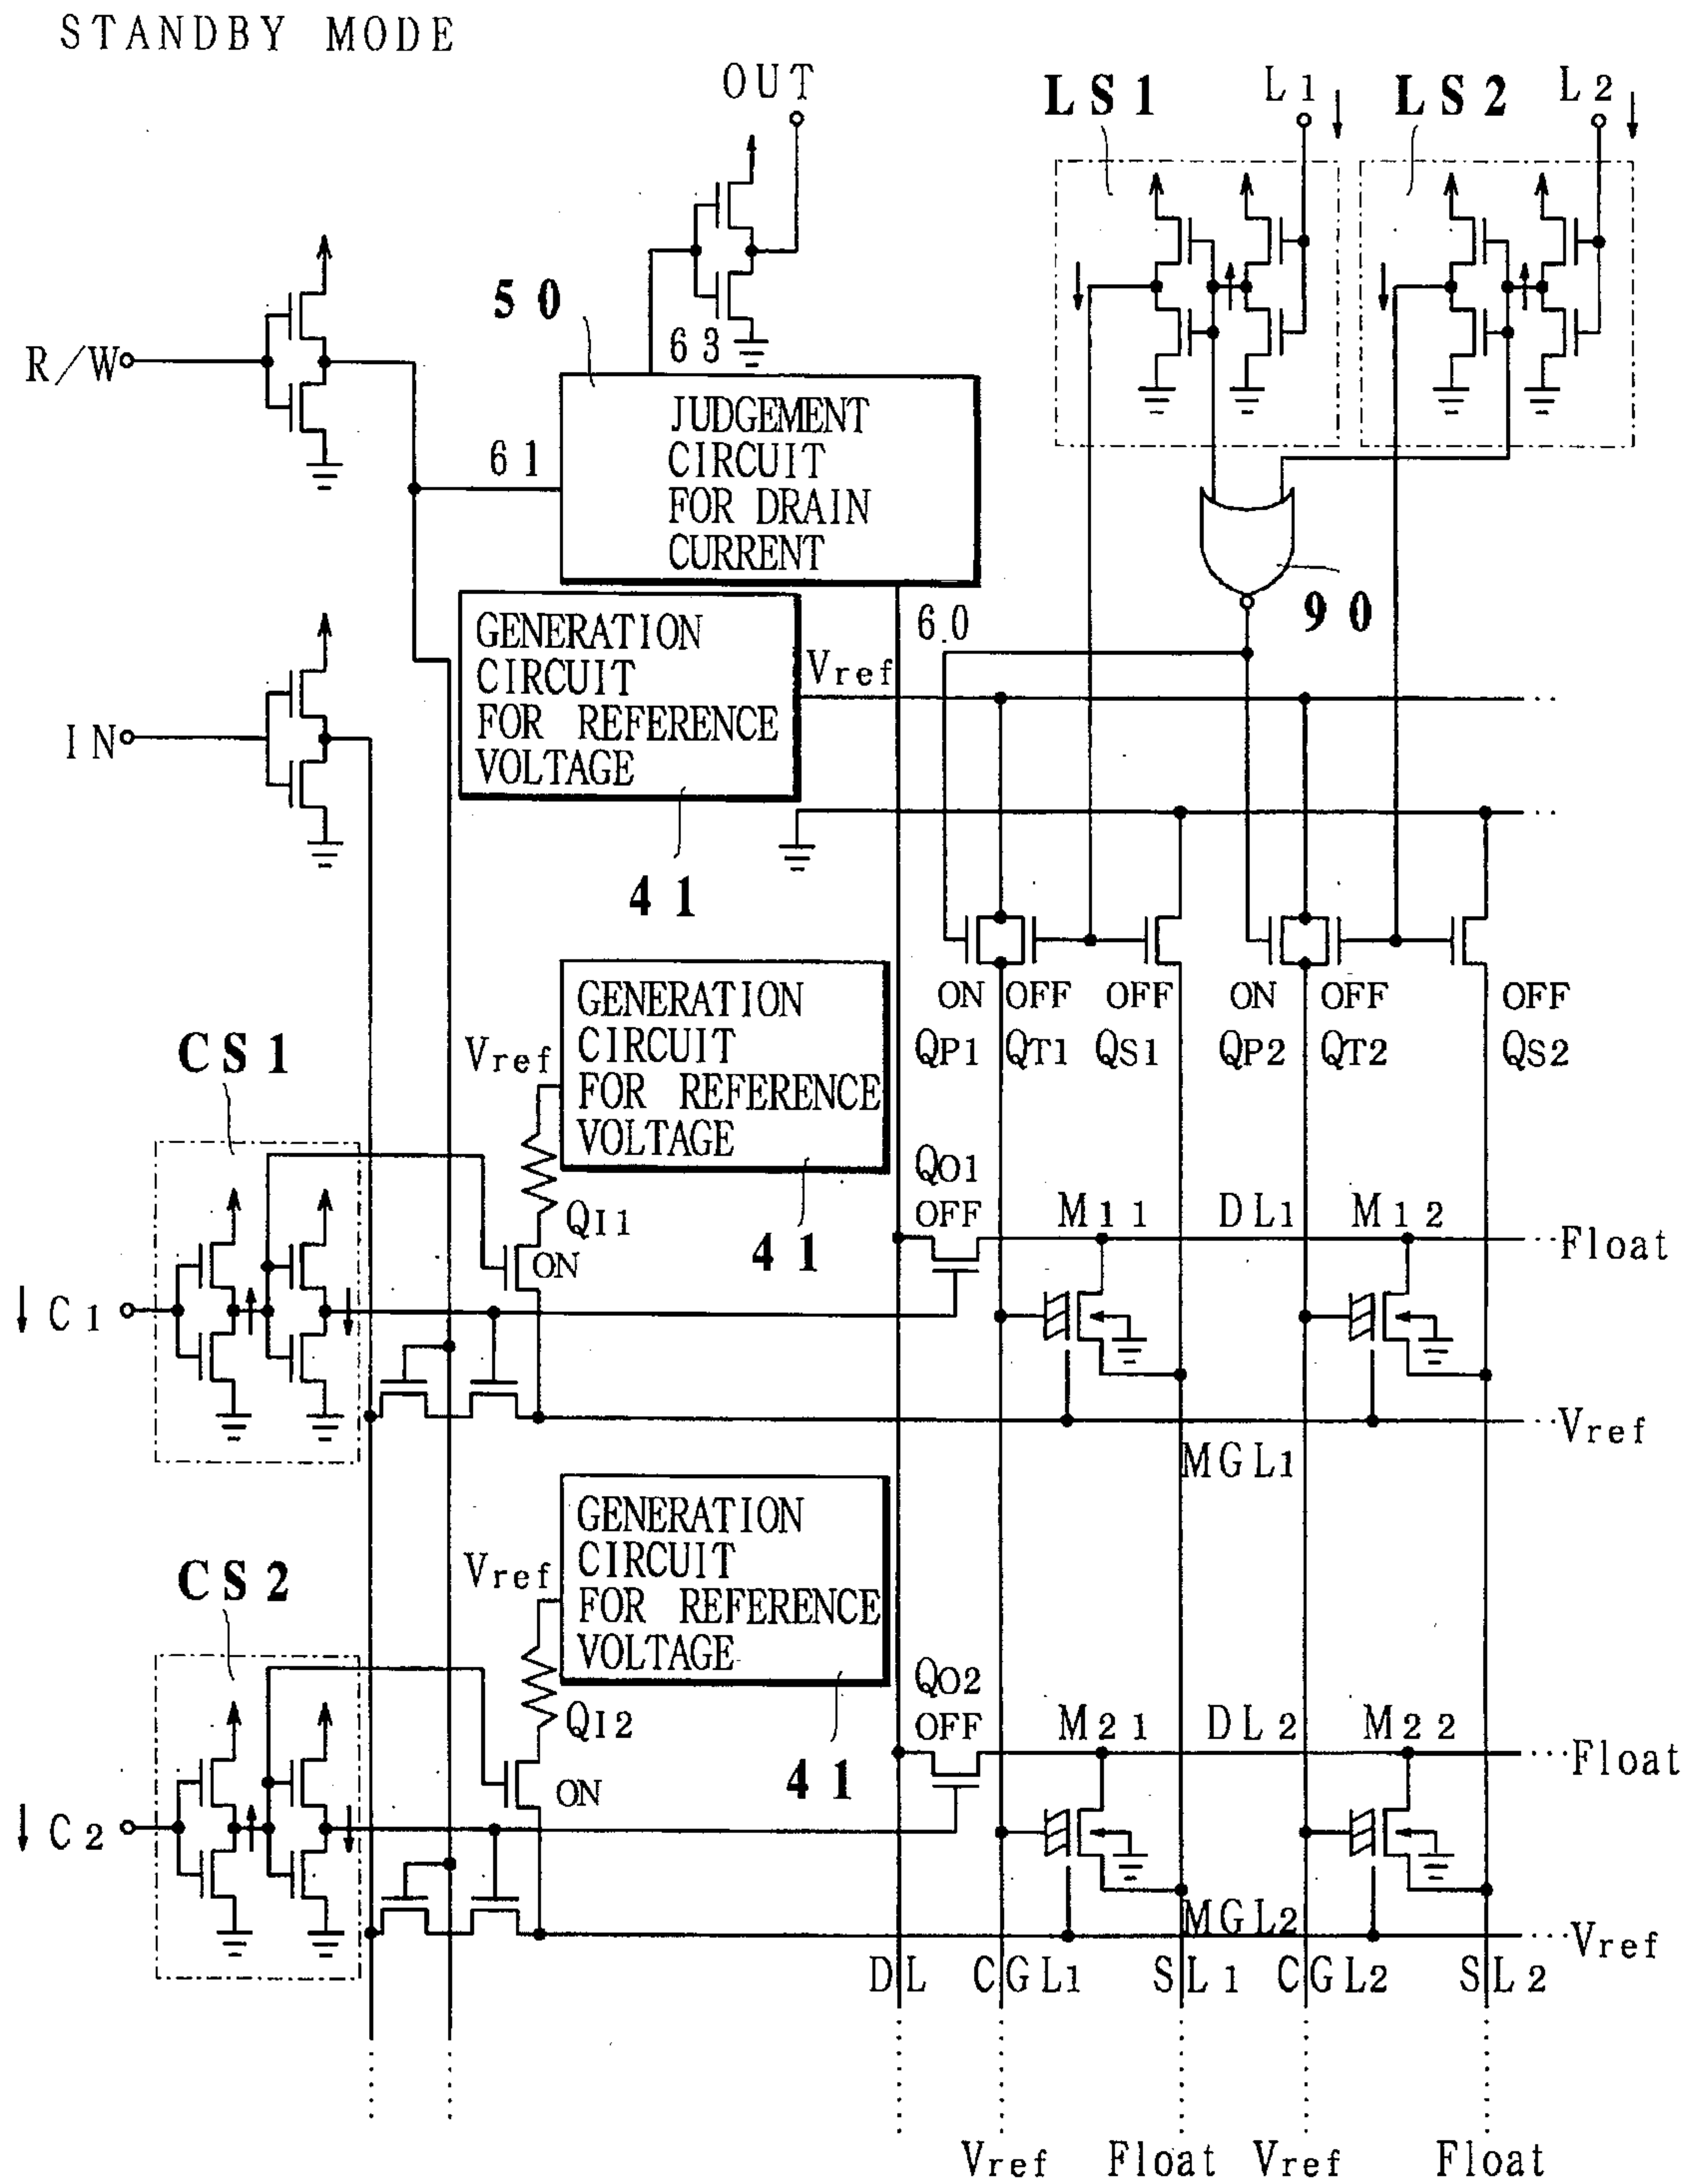 STANDBY MODE
OUT
LS1
L1
LS2
L2
50
63
R/W
61
JUDGEMENT
CIRCUIT
FOR DRAIN
CURRENT
90
60
GENERATION
CIRCUIT
FOR REFERENCE
VOLTAGE
Vref
IN
41
ON OFF OFF ON OFF OFF
QP1 QT1 QS1 QP2 QT2 QS2
GENERATION
CIRCUIT
FOR REFERENCE
VOLTAGE
Vref
CS1
QI1
ON
41
QO1
OFF
M11
DL1
M12
Float
C1
Vref
MGL1
GENERATION
CIRCUIT
FOR REFERENCE
VOLTAGE
Vref
CS2
QI2
ON
41
QO2
OFF
M21
DL2
M22
Float
C2
MGL2
Vref
DL CGL1 SL1 CGL2 SL2
Vref Float Vref Float